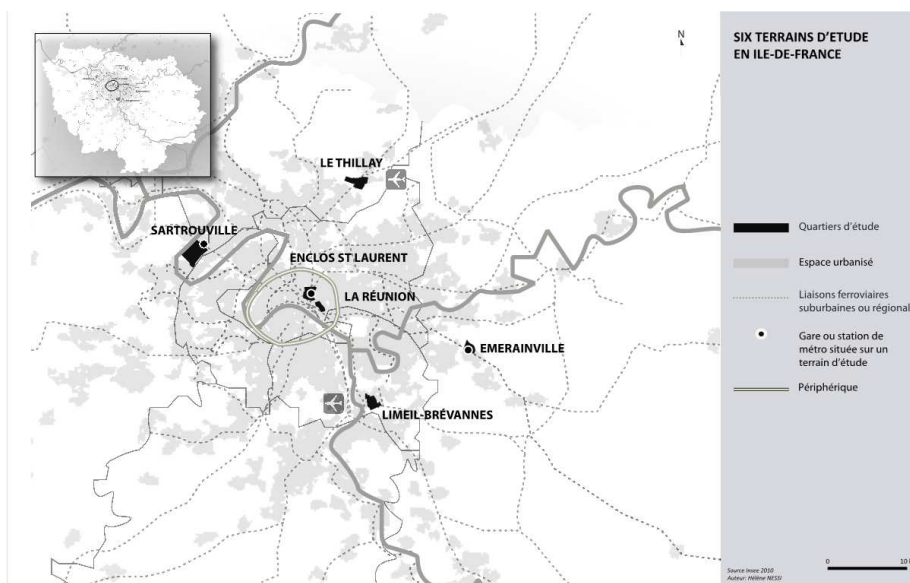 SIX TERRAINS D'ETUDE
EN ILE-DE-FRANCE
N
LE THILLAY
SARTROUVILLE
ENCLOS ST LAURENT
LA RÉUNION
EMERAINVILLE
LIMEIL-BRÉVANNES
Quartiers d'étude
Espace urbanisé
Liaisons ferroviaires
suburbaines ou régional
Gare ou station de
métro située sur un
terrain d'étude
Périphérique
0 10
Source Insee 2010
Auteur: Hélène NESSI